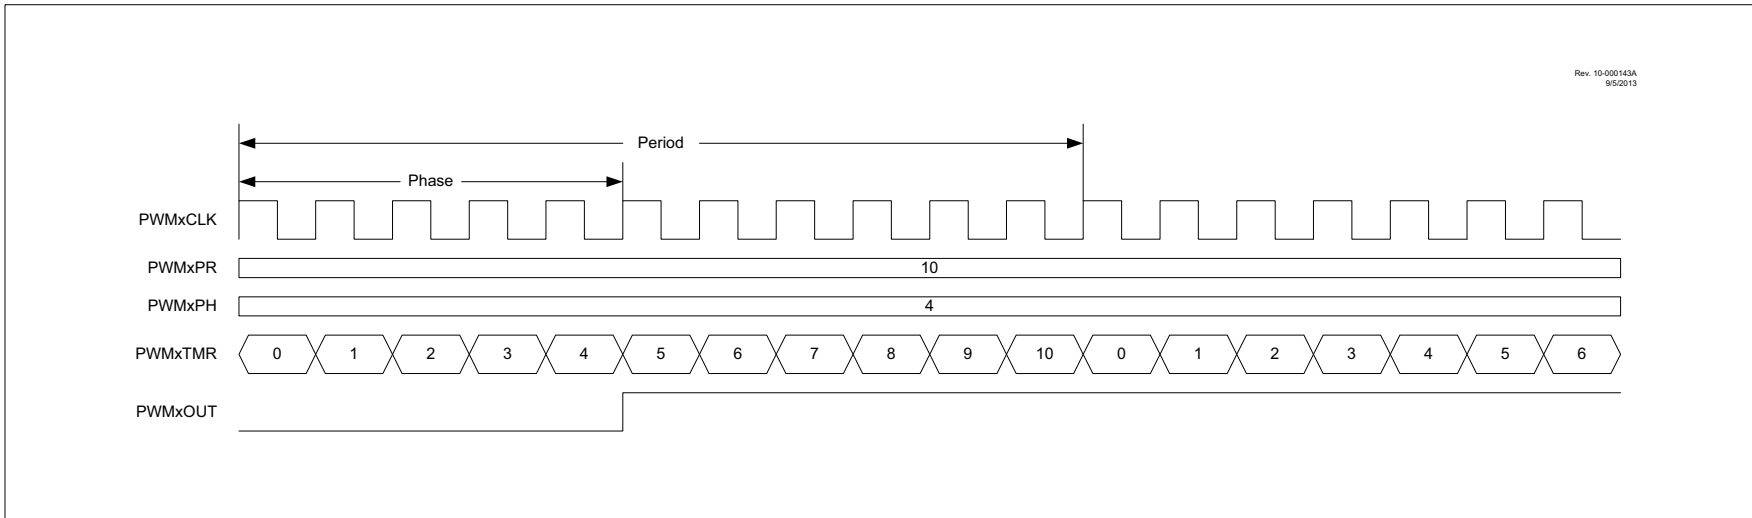 Rev. 10-000143A
9/5/2013
Period
Phase
PWMxCLK
PWMxPR 10
PWMxPH 4
PWMxTMR 0 1 2 3 4 5 6 7 8 9 10 0 1 2 3 4 5 6
PWMxOUT